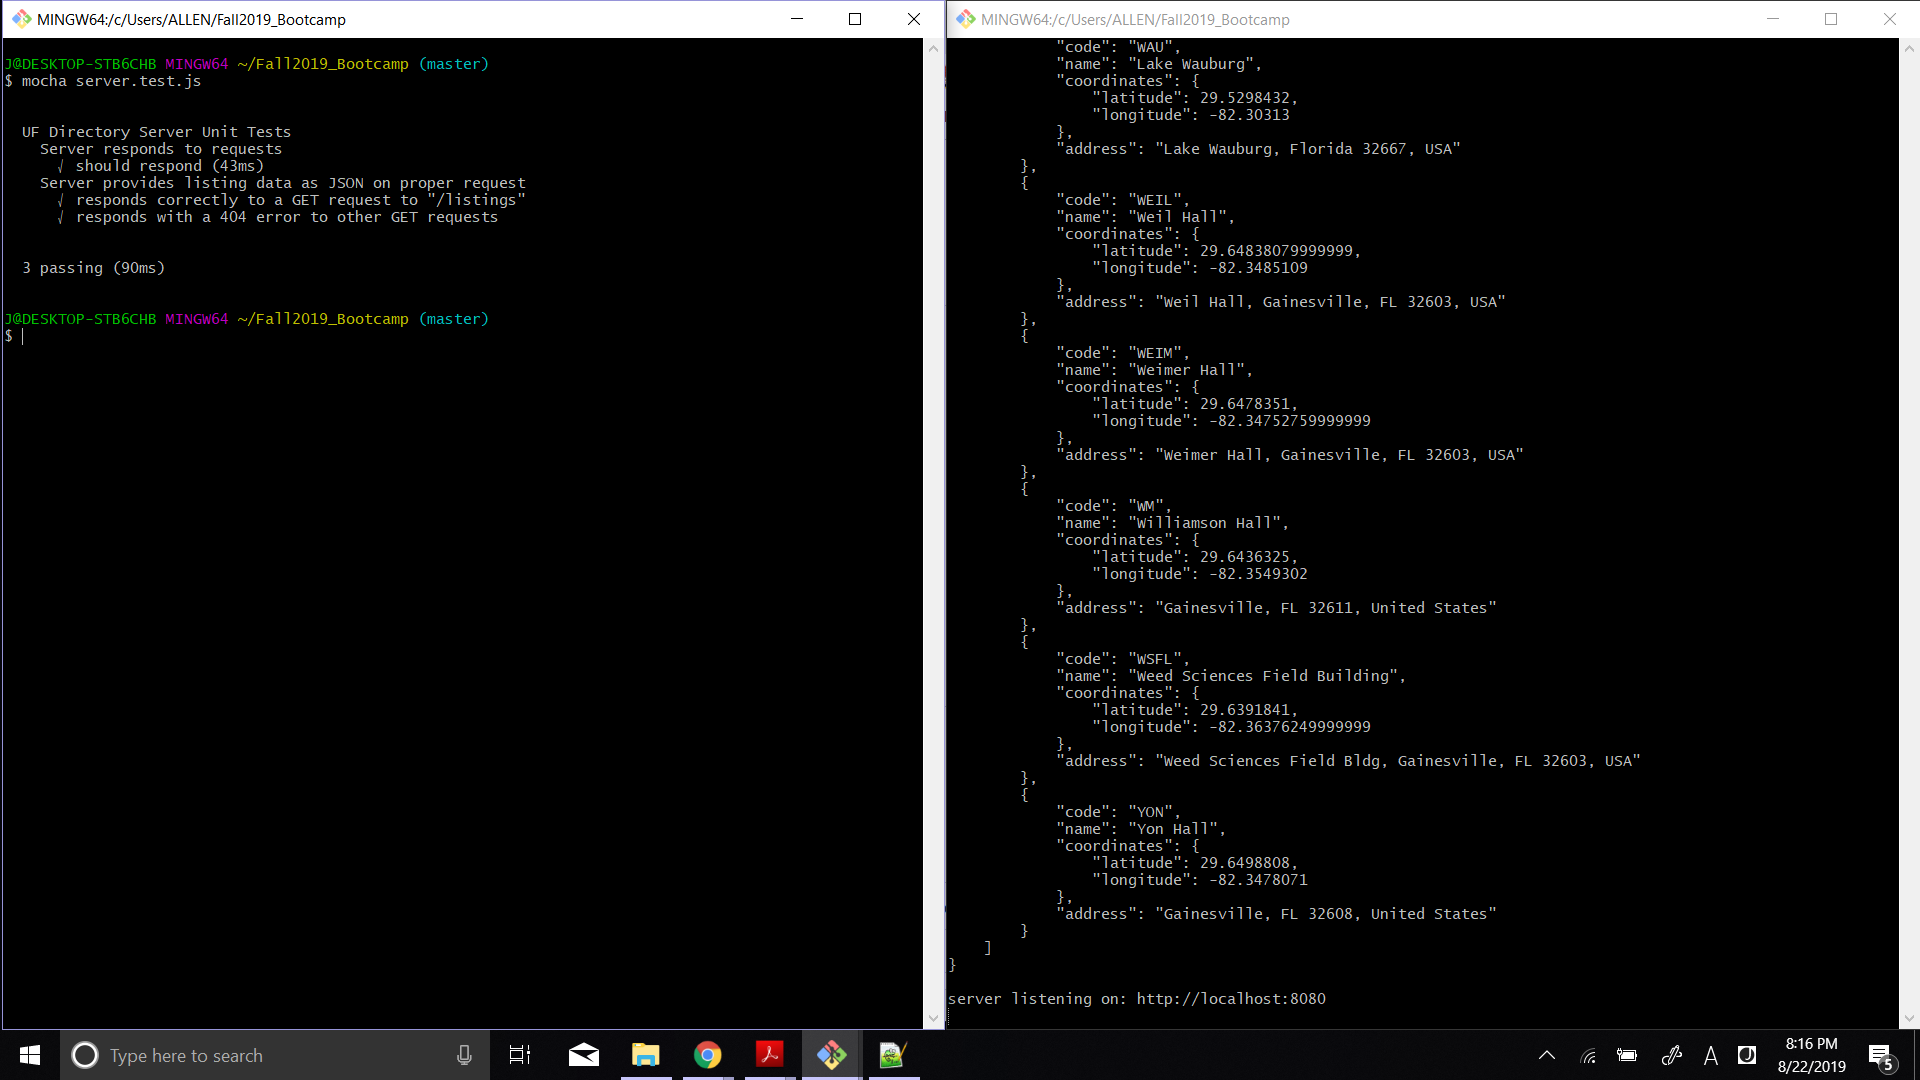 MINGW64:/c/Users/ALLEN/Fall2019_Bootcamp
J@DESKTOP-STB6CHB MINGW64 ~/Fall2019_Bootcamp (master)
$ mocha server.test.js
UF Directory Server Unit Tests
Server responds to requests
√ should respond (43ms)
Server provides listing data as JSON on proper request
√ responds correctly to a GET request to "/listings"
√ responds with a 404 error to other GET requests
3 passing (90ms)
J@DESKTOP-STB6CHB MINGW64 ~/Fall2019_Bootcamp (master)
$
MINGW64:/c/Users/ALLEN/Fall2019_Bootcamp
"code": "WAU",
"name": "Lake Wauburg",
"coordinates": {
"latitude": 29.5298432,
"longitude": -82.30313
},
"address": "Lake Wauburg, Florida 32667, USA"
},
{
"code": "WEIL",
"name": "Weil Hall",
"coordinates": {
"latitude": 29.64838079999999,
"longitude": -82.3485109
},
"address": "Weil Hall, Gainesville, FL 32603, USA"
},
{
"code": "WEIM",
"name": "Weimer Hall",
"coordinates": {
"latitude": 29.6478351,
"longitude": -82.34752759999999
},
"address": "Weimer Hall, Gainesville, FL 32603, USA"
},
{
"code": "WM",
"name": "Williamson Hall",
"coordinates": {
"latitude": 29.6436325,
"longitude": -82.3549302
},
"address": "Gainesville, FL 32611, United States"
},
{
"code": "WSFL",
"name": "Weed Sciences Field Building",
"coordinates": {
"latitude": 29.6391841,
"longitude": -82.36376249999999
},
"address": "Weed Sciences Field Bldg, Gainesville, FL 32603, USA"
},
{
"code": "YON",
"name": "Yon Hall",
"coordinates": {
"latitude": 29.6498808,
"longitude": -82.3478071
},
"address": "Gainesville, FL 32608, United States"
}
]
}
server listening on: http://localhost:8080
Type here to search
8:16 PM
8/22/2019
5